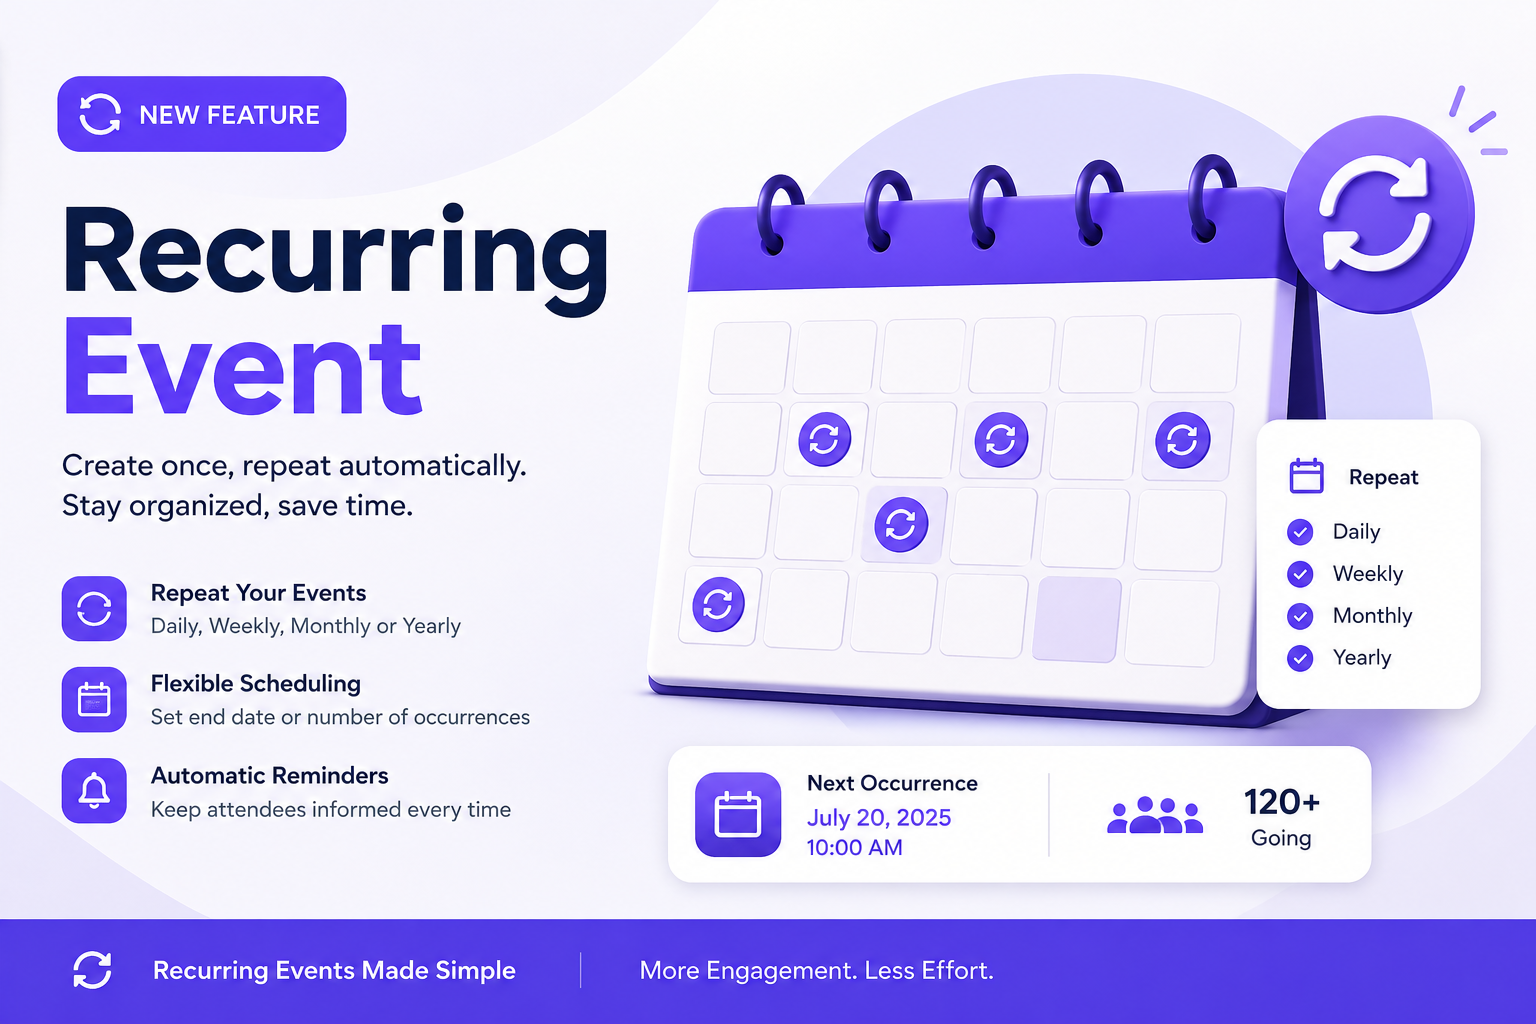 NEW FEATURE
Recurring
Event
Create once, repeat automatically.
Stay organized, save time.
Repeat Your Events
Daily, Weekly, Monthly or Yearly
Flexible Scheduling
Set end date or number of occurrences
Automatic Reminders
Keep attendees informed every time
Repeat
Daily
Weekly
Monthly
Yearly
Next Occurrence
July 20, 2025
10:00 AM
120+
Going
Recurring Events Made Simple
More Engagement. Less Effort.